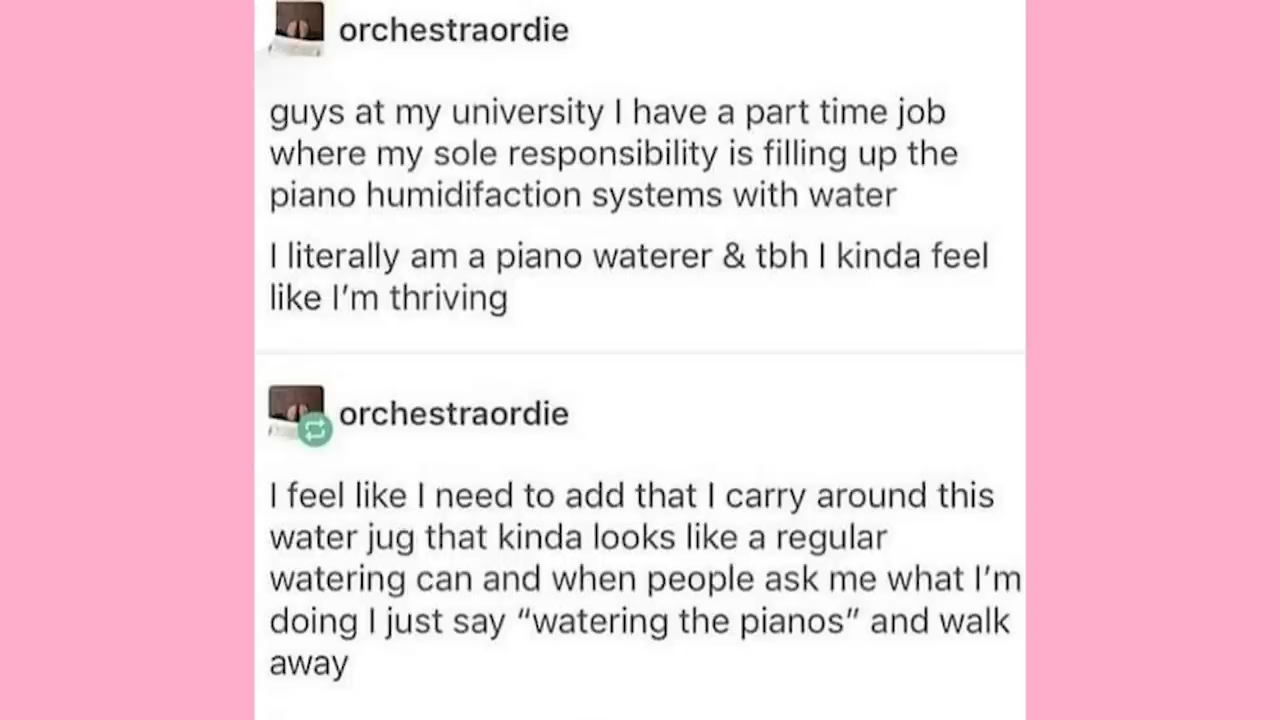 orchestraordie
guys at my university I have a part time job
where my sole responsibility is filling up the
piano humidifaction systems with water
I literally am a piano waterer & tbh I kinda feel
like I'm thriving
orchestraordie
I feel like I need to add that I carry around this
water jug that kinda looks like a regular
watering can and when people ask me what I'm
doing I just say "watering the pianos" and walk
away